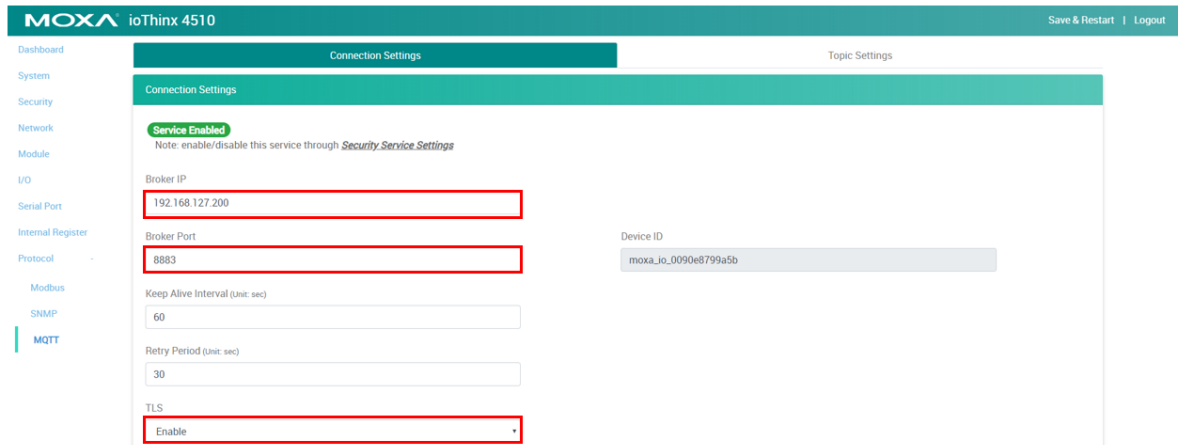 MOXA ioThinx 4510
Save & Restart | Logout
Dashboard
System
Security
Network
Module
I/O
Serial Port
Internal Register
Protocol -
Modbus
SNMP
MQTT
Connection Settings
Topic Settings
Connection Settings
Service Enabled
Note: enable/disable this service through Security Service Settings
Broker IP
192.168.127.200
Broker Port
8883
Device ID
moxa_io_0090e8799a5b
Keep Alive Interval (Unit: sec)
60
Retry Period (Unit: sec)
30
TLS
Enable